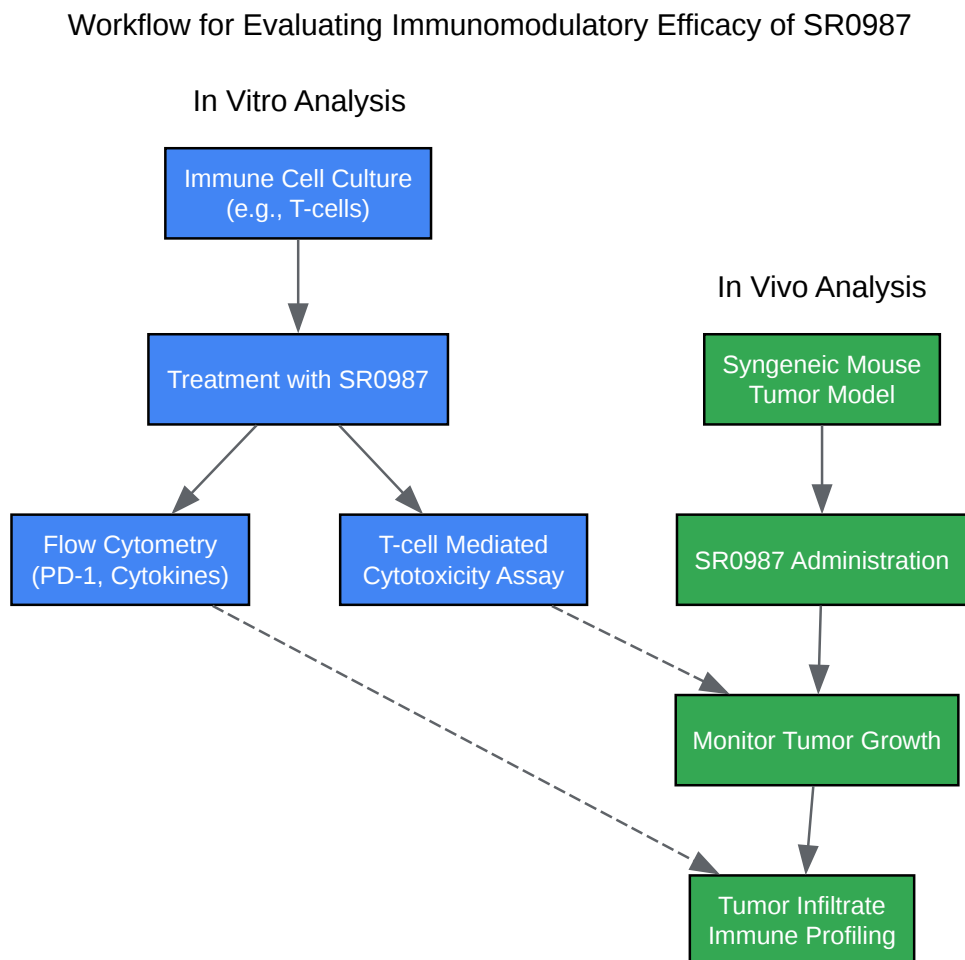 Workflow for Evaluating Immunomodulatory Efficacy of SR0987
In Vitro Analysis
Immune Cell Culture
(e.g., T-cells)
Treatment with SR0987
Flow Cytometry
(PD-1, Cytokines)
T-cell Mediated
Cytotoxicity Assay
In Vivo Analysis
Syngeneic Mouse
Tumor Model
SR0987 Administration
Monitor Tumor Growth
Tumor Infiltrate
Immune Profiling